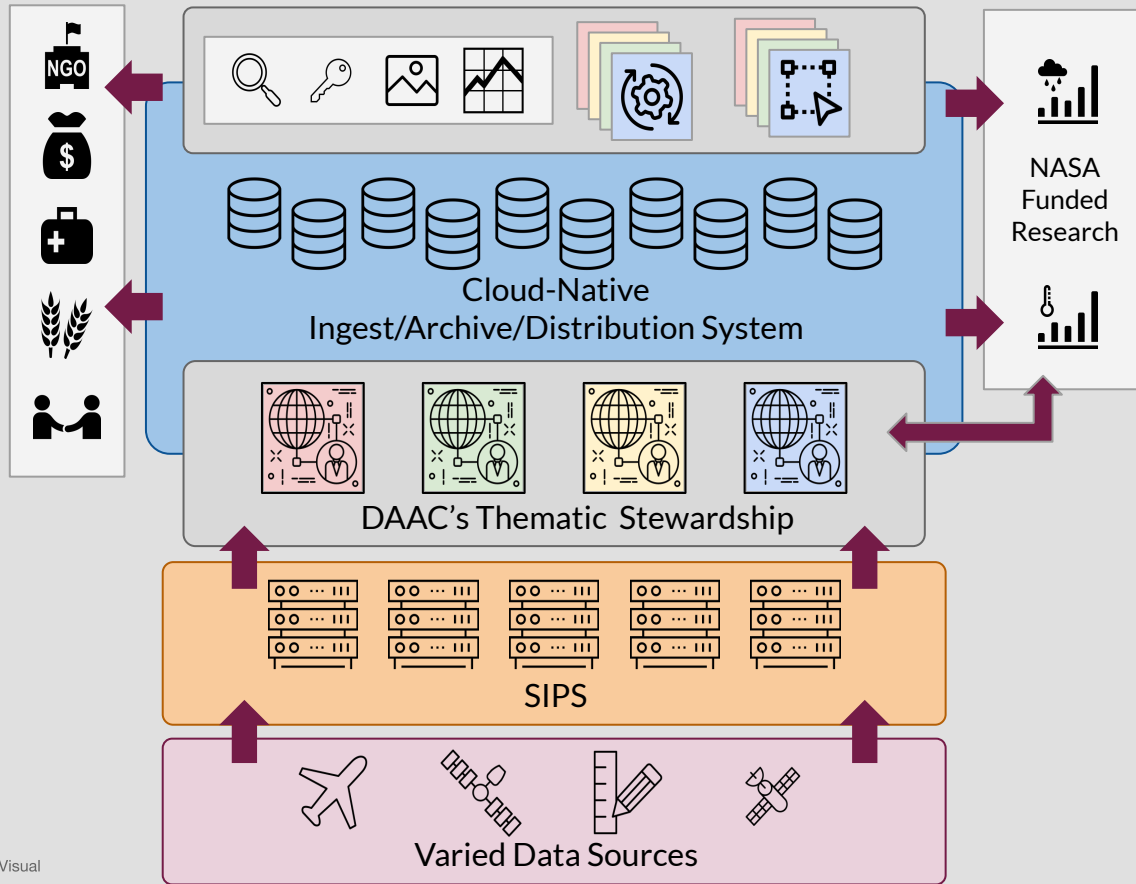 NGO
$
NASA
Funded
Research
Cloud-Native
Ingest/Archive/Distribution System
DAAC's Thematic Stewardship
SIPS
Varied Data Sources
Visual